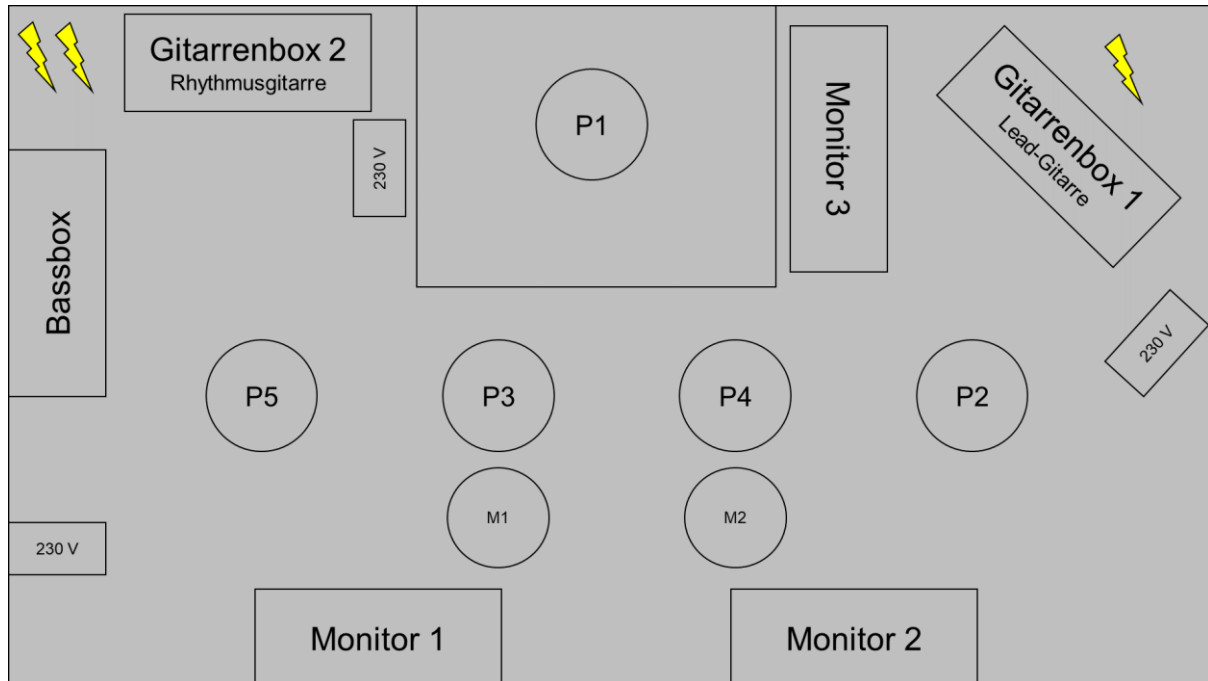 Gitarrenbox 2
Rhythmusgitarre
P1
Monitor 3
Gitarrenbox 1
Lead-Gitarre
230 V
Bassbox
230 V
P5
P3
P4
P2
M1
M2
230 V
Monitor 1
Monitor 2